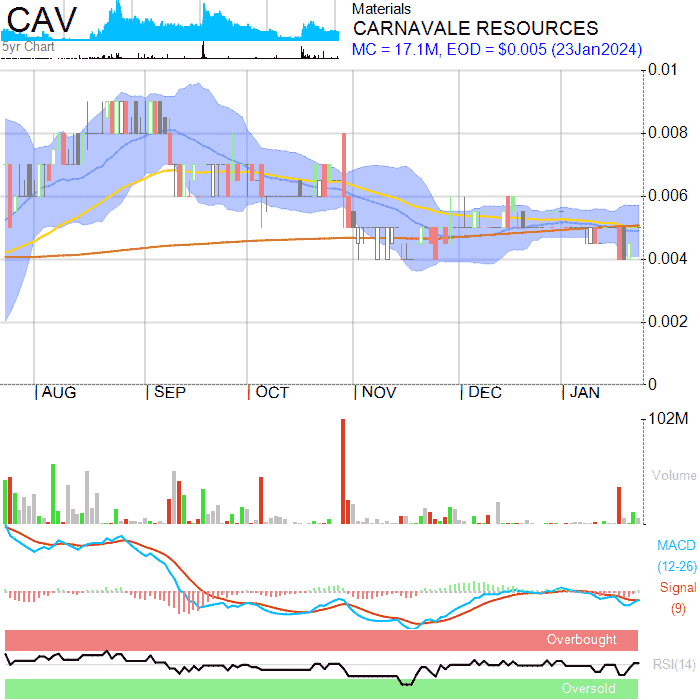 CAV
5yr Chart
Materials
CARNAVALE RESOURCES
MC = 17.1M, EOD = $0.005 (23Jan2024)
0.01
0.008
0.006
0.004
0.002
0
AUG SEP OCT NOV DEC JAN
102M
Volume
MACD
(12-26)
Signal
(9)
Overbought
RSI(14)
Oversold